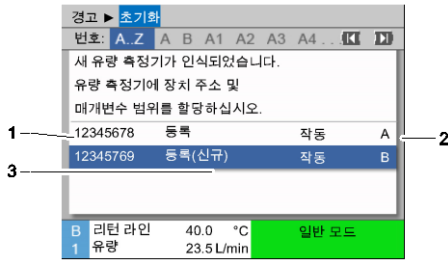 경고 ▶ 초기화
번호: A..Z A B A1 A2 A3 A4 . .
새 유량 측정기가 인식되었습니다.
유량 측정기에 장치 주소 및
매개변수 범위를 할당하십시오.
1 12345678 등록 작동 A 2
12345769 등록(신규) 작동 B
3
B 리턴 라인 40.0 °C 일반 모드
1 유량 23.5 L/min